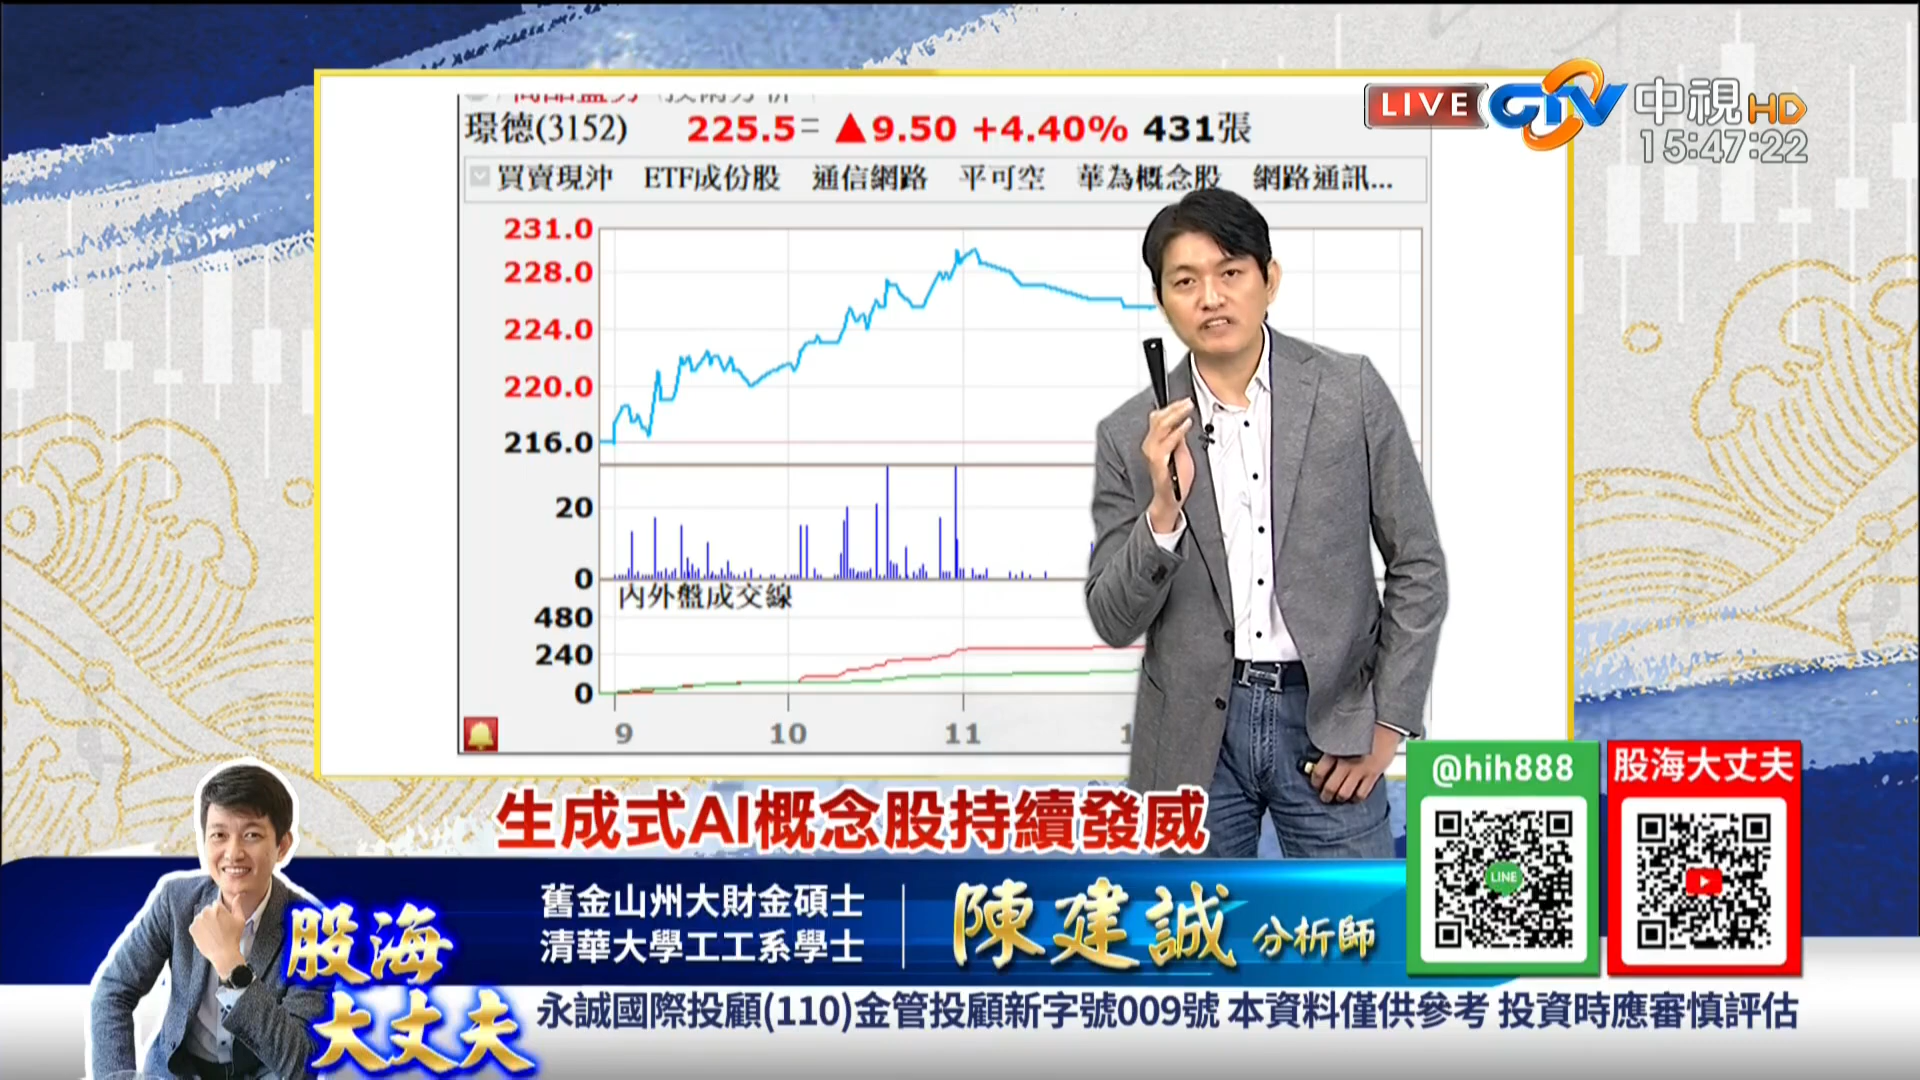 LIVE CTV 中視HD
15:47:22
璟德(3152) 225.5= ▲9.50 +4.40% 431張
買賣現沖 ETF成份股 通信網路 平可空 華為概念股 網路通訊...
231.0
228.0
224.0
220.0
216.0
20
0
內外盤成交線
480
240
0
9 10 11
生成式AI概念股持續發威
@hih888
LINE
股海大丈夫
舊金山州大財金碩士
清華大學工工系學士
陳建誠 分析師
股海
大丈夫
永誠國際投顧(110)金管投顧新字號009號 本資料僅供參考 投資時應審慎評估